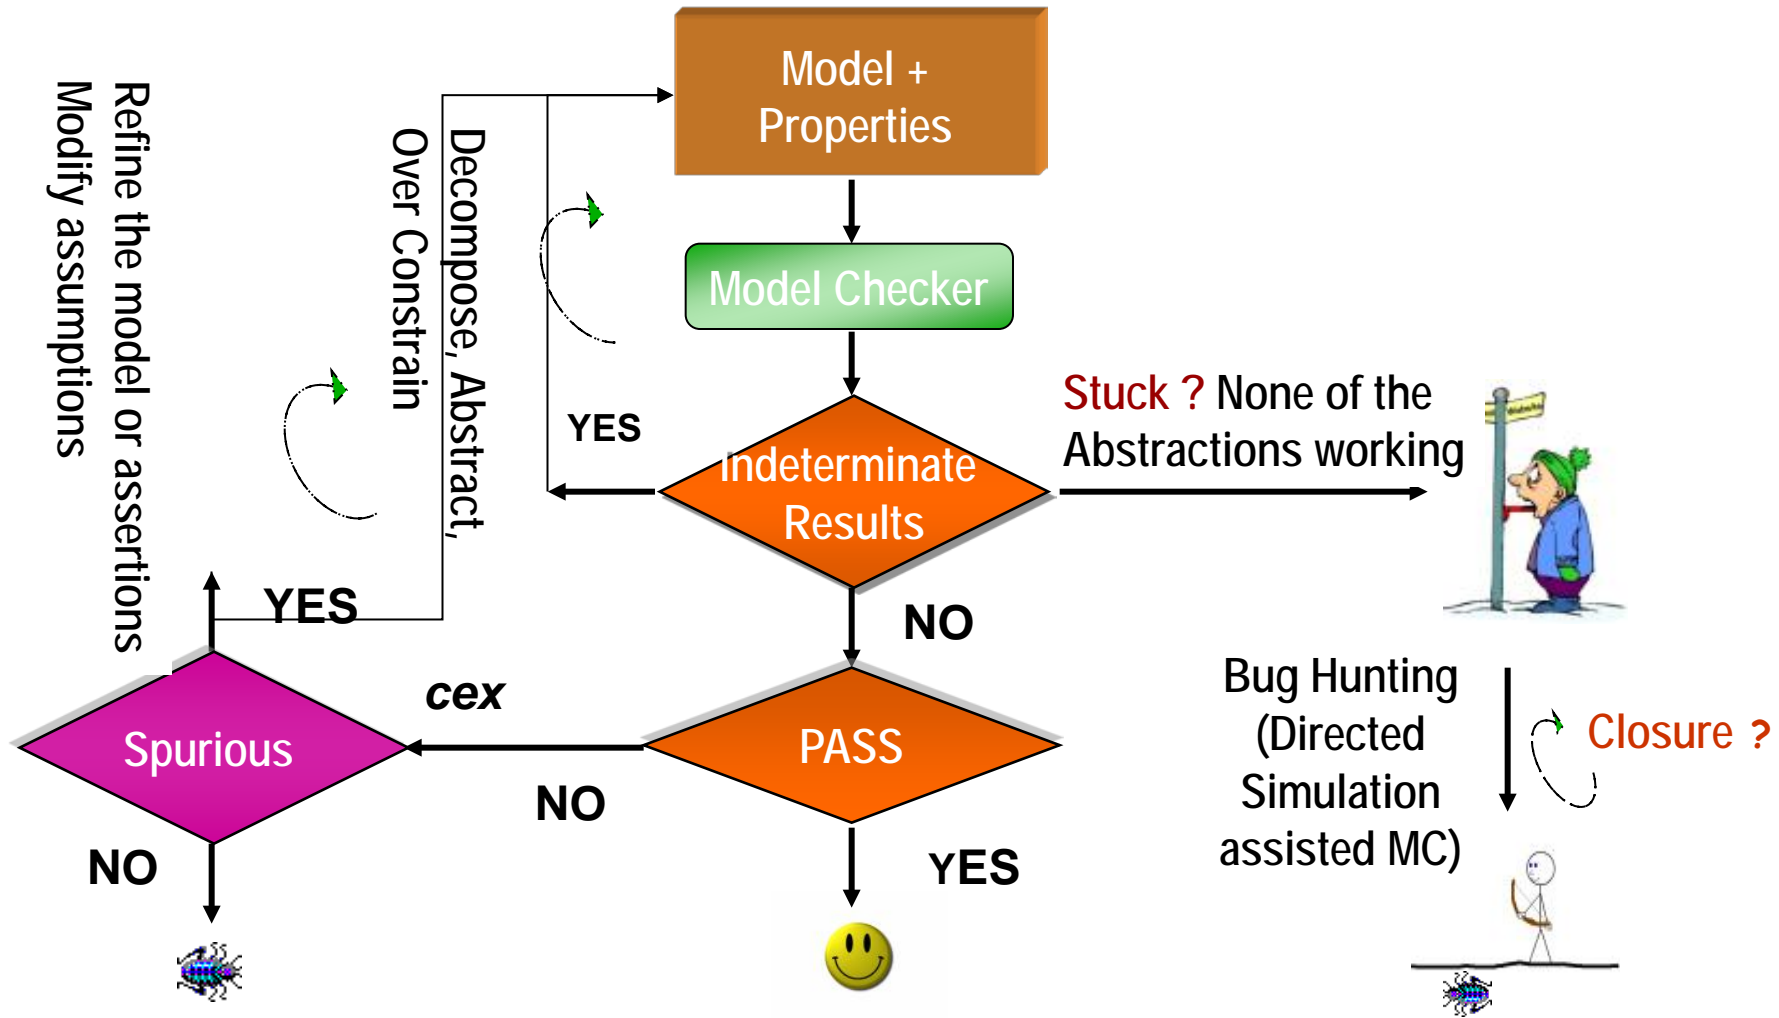 Model +
Properties
Model Checker
Indeterminate
Results
YES
NO
Stuck ? None of the
Abstractions working
Decompose, Abstract,
Over Constrain
Refine the model or assertions
Modify assumptions
YES
Spurious
cex
NO
PASS
NO
YES
Bug Hunting
(Directed
Simulation
assisted MC)
Closure ?